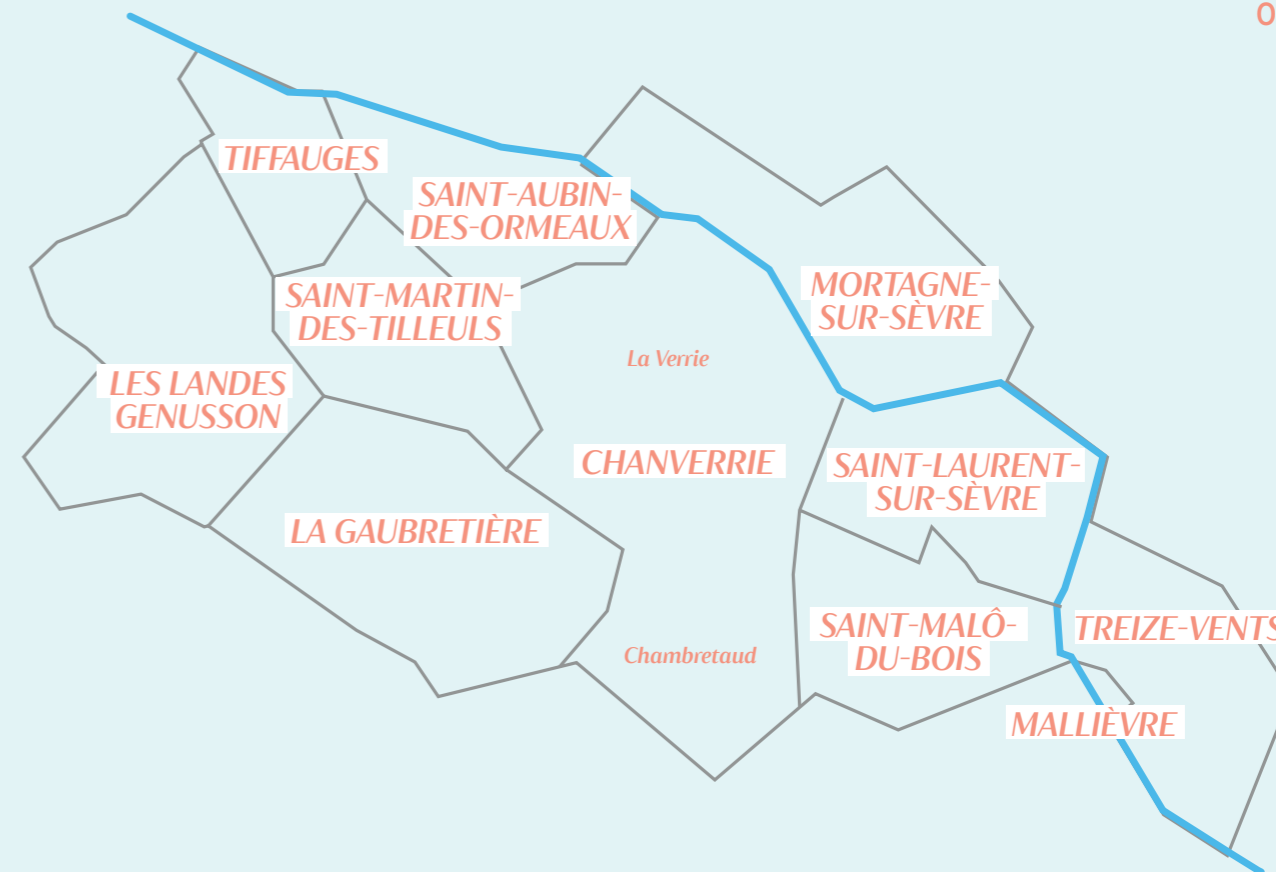 TIFFAUGES
SAINT-AUBIN-
DES-ORMEAUX
SAINT-MARTIN-
DES-TILLEULS
MORTAGNE-
SUR-SÈVRE
La Verrie
LES LANDES
GENUSSON
CHANVERRIE
SAINT-LAURENT-
SUR-SÈVRE
LA GAUBRETIÈRE
SAINT-MALÔ-
DU-BOIS
TREIZE-VENTS
Chambretaud
MALLIÈVRE